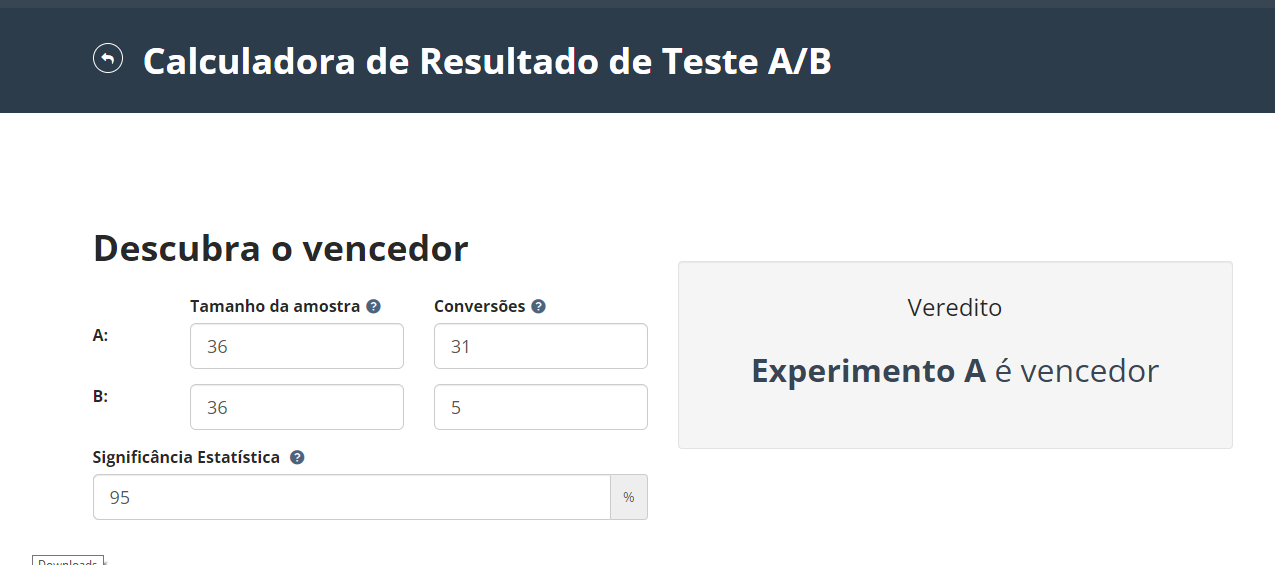 Calculadora de Resultado de Teste A/B
Descubra o vencedor
Tamanho da amostra ? Conversões ?
A: 36 31
B: 36 5
Significância Estatística ?
95 %
Veredito
Experimento A é vencedor
Downloads